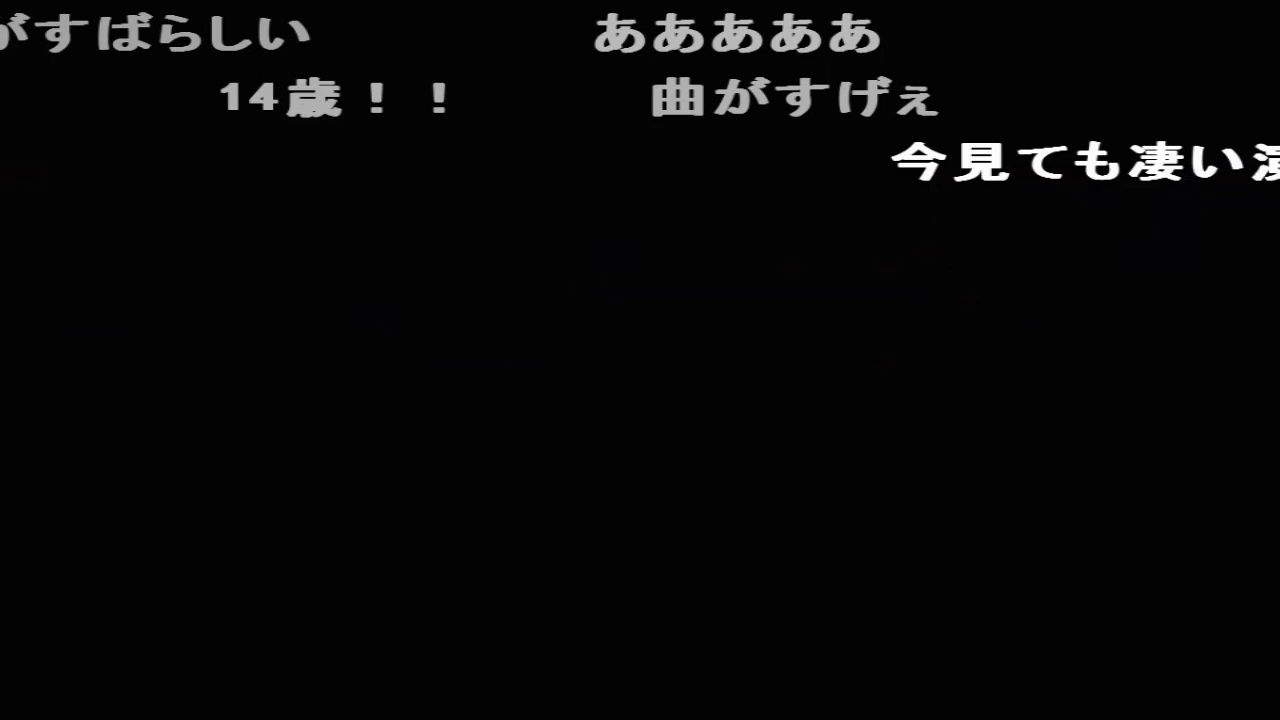 がすばらしい あああああ
14歳！！ 曲がすげぇ
今見ても凄い